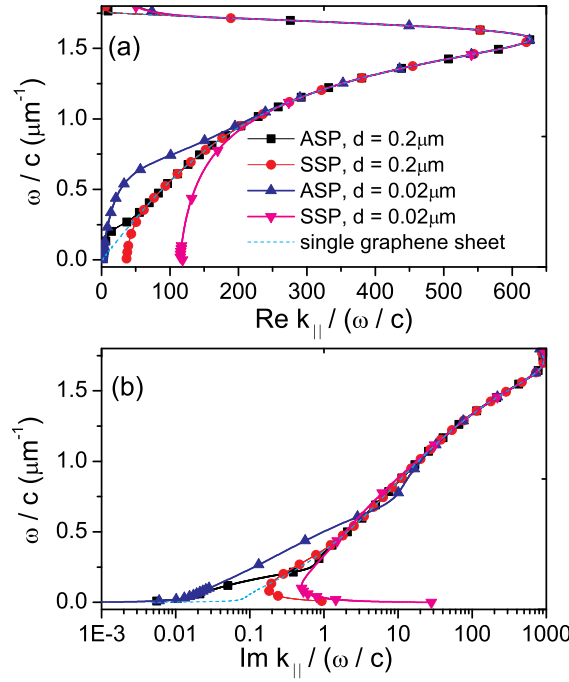 (a)
ω / c (μm⁻¹)
1.5
1.0
0.5
0.0
ASP, d = 0.2μm
SSP, d = 0.2μm
ASP, d = 0.02μm
SSP, d = 0.02μm
single graphene sheet
0 100 200 300 400 500 600
Re k|| / (ω / c)
(b)
ω / c (μm⁻¹)
1.5
1.0
0.5
0.0
1E-3 0.01 0.1 1 10 100 1000
Im k|| / (ω / c)